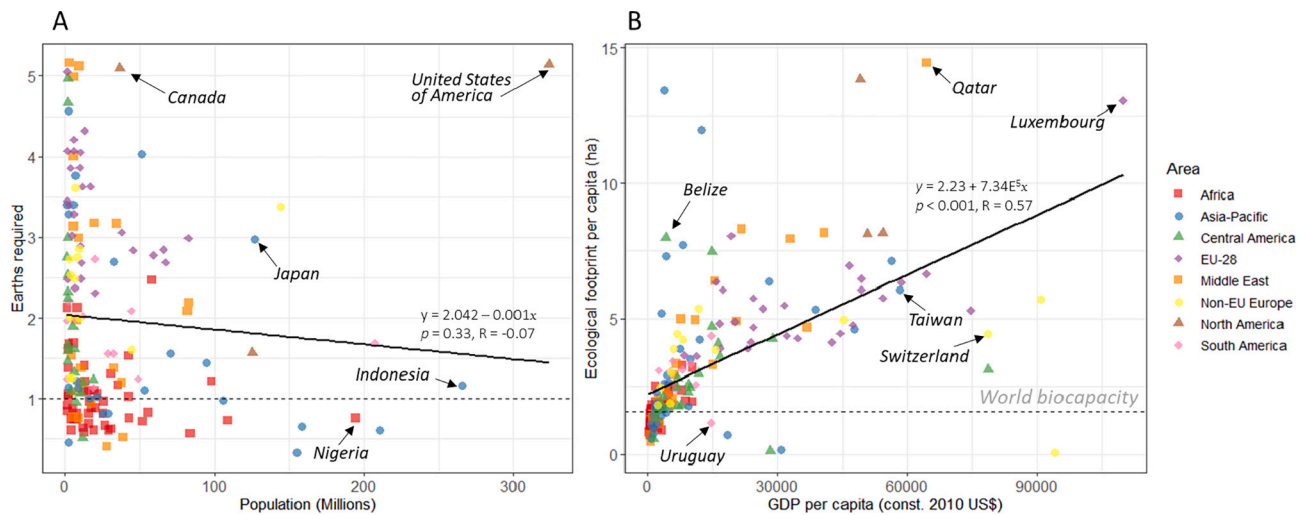 A
Earths required
5
4
3
2
1
Canada
United States
of America
Japan
y = 2.042 – 0.001x
p = 0.33, R = -0.07
Indonesia
Nigeria
0
100
200
300
Population (Millions)
B
Ecological footprint per capita (ha)
15
10
5
0
Qatar
Luxembourg
Belize
y = 2.23 + 7.34E⁵x
p < 0.001, R = 0.57
Taiwan
Switzerland
World biocapacity
Uruguay
0
30000
60000
90000
GDP per capita (const. 2010 US$)
Area
Africa
Asia-Pacific
Central America
EU-28
Middle East
Non-EU Europe
North America
South America